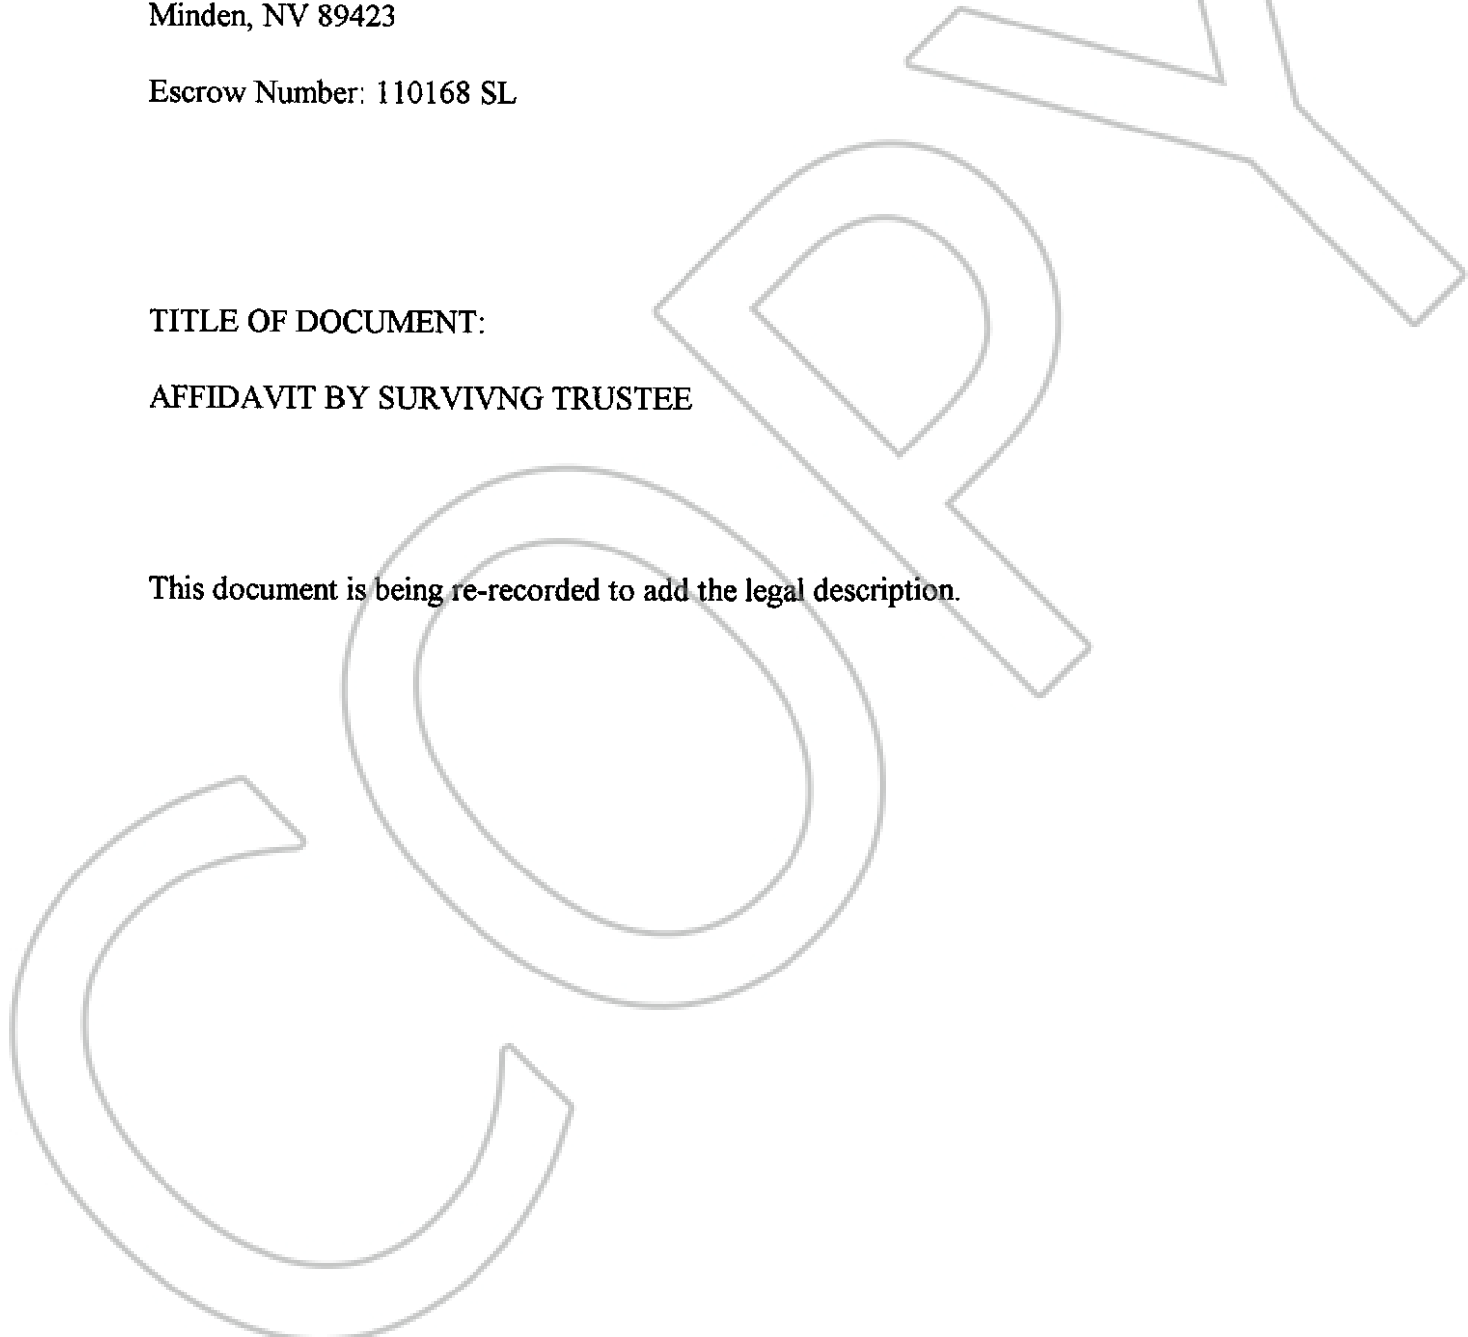 Minden, NV 89423
Escrow Number: 110168 SL
TITLE OF DOCUMENT:
AFFIDAVIT BY SURVIVNG TRUSTEE
This document is being re-recorded to add the legal description.
COPY